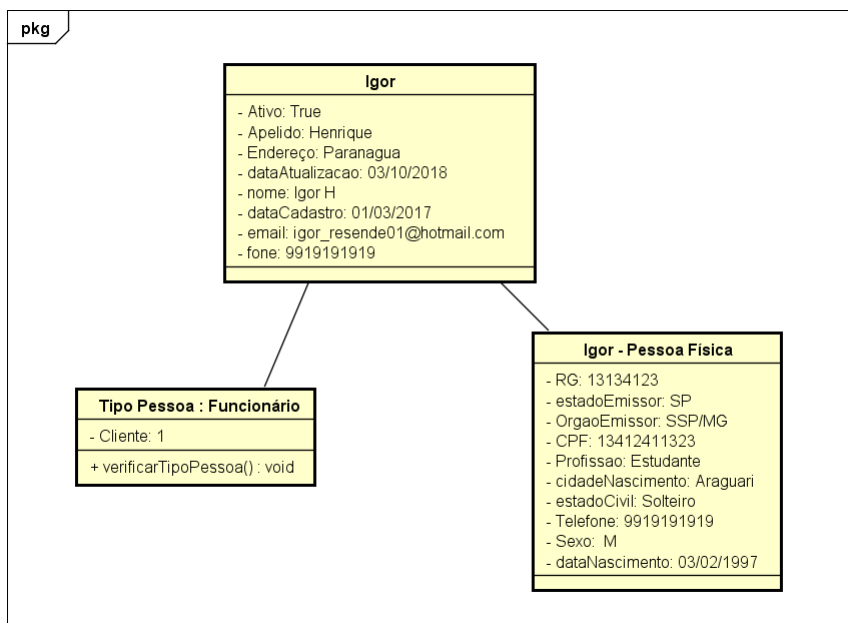 pkg
Igor
- Ativo: True
- Apelido: Henrique
- Endereço: Paranagua
- dataAtualizacao: 03/10/2018
- nome: Igor H
- dataCadastro: 01/03/2017
- email: igor_resende01@hotmail.com
- fone: 9919191919
Tipo Pessoa : Funcionário
- Cliente: 1
+ verificarTipoPessoa() : void
Igor - Pessoa Física
- RG: 13134123
- estadoEmissor: SP
- OrgaoEmissor: SSP/MG
- CPF: 13412411323
- Profissao: Estudante
- cidadeNascimento: Araguari
- estadoCivil: Solteiro
- Telefone: 9919191919
- Sexo:  M
- dataNascimento: 03/02/1997